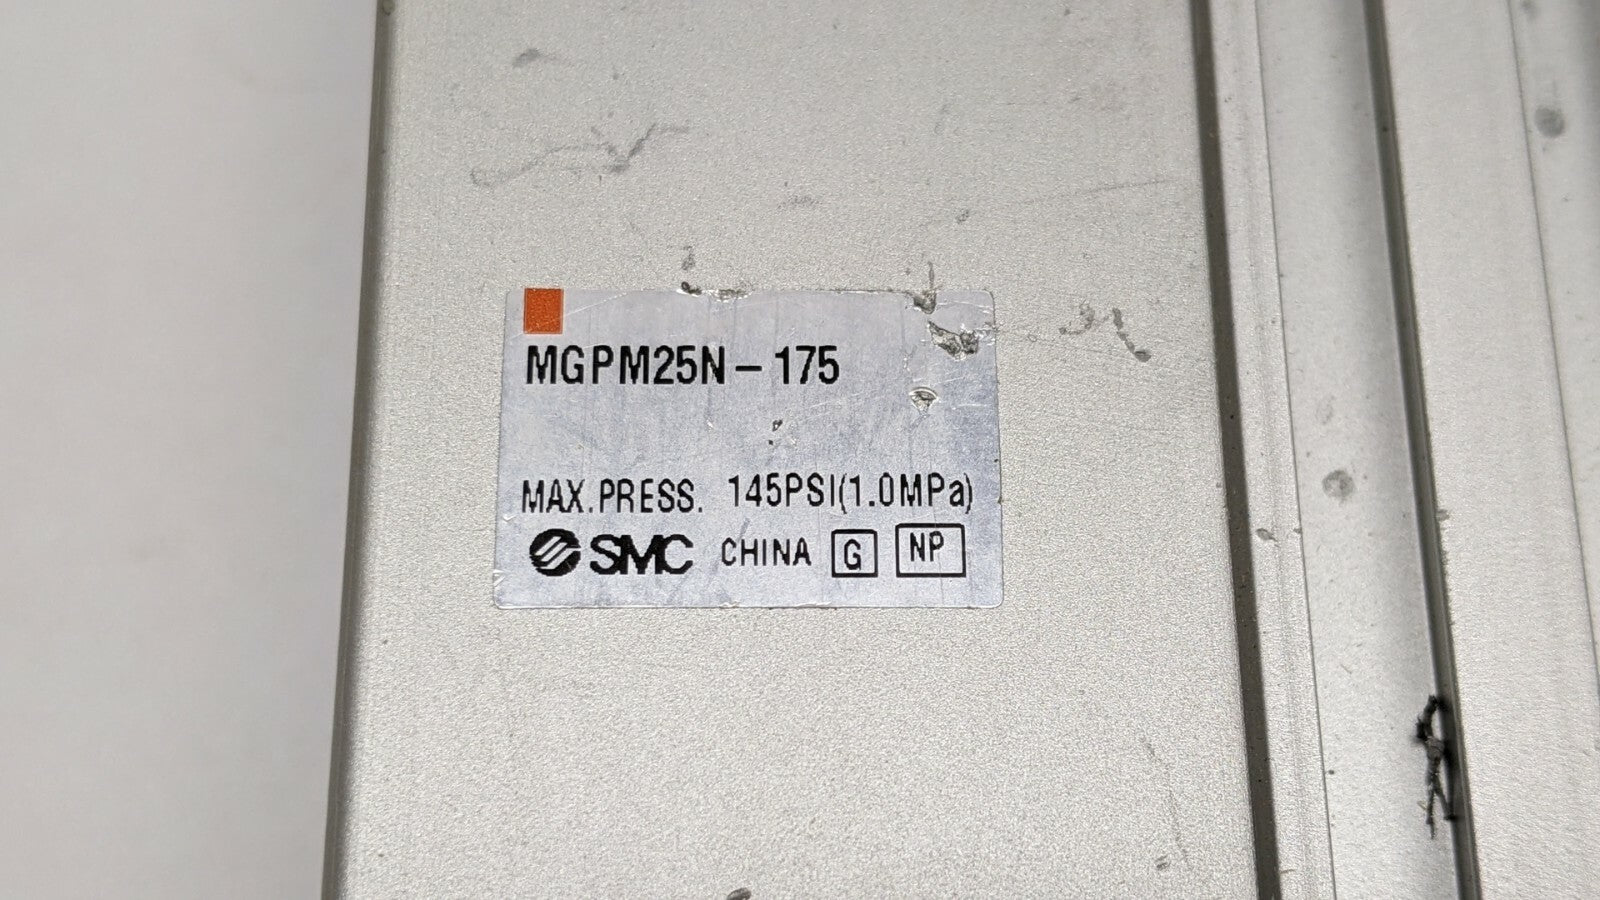 MGPM25N-175
MAX.PRESS. 145PSI(1.0MPa)
SMC CHINA G NP